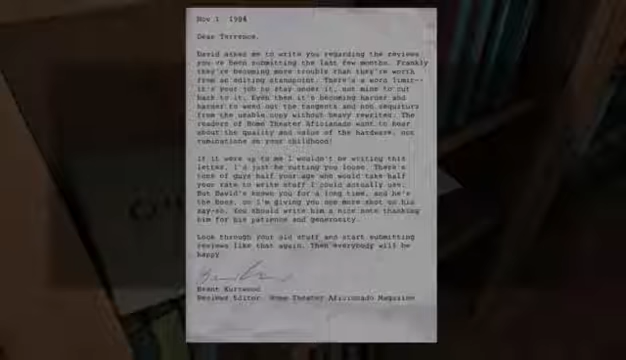 Nov 1 1984
Dear Terrence,
David asked me to write you regarding the reviews
you've been submitting the last few months. Frankly
they're becoming more trouble than they're worth
from an editing standpoint. There's a word limit--
it's your job to stay under it, not mine to cut
back to it. Even then it's becoming harder and
harder to weed out the tangents and non sequiturs
from the usable copy without heavy rewrites. The
readers of Home Theater Aficionado want to hear
about the quality and value of the hardware, not
ruminations on your childhood!
If it were up to me I wouldn't be writing this
letter, I'd just be cutting you loose. There's
tons of guys half your age who would take half
your rate to write stuff I could actually use.
But David's known you for a long time, and he's
the boss, so I'm giving you one more shot on his
say-so. You should write him a nice note thanking
him for his patience and generosity.
Look through your old stuff and start submitting
reviews like that again. Then everybody will be
happy
Brent Kurtwood
Reviews Editor, Home Theater Aficionado Magazine